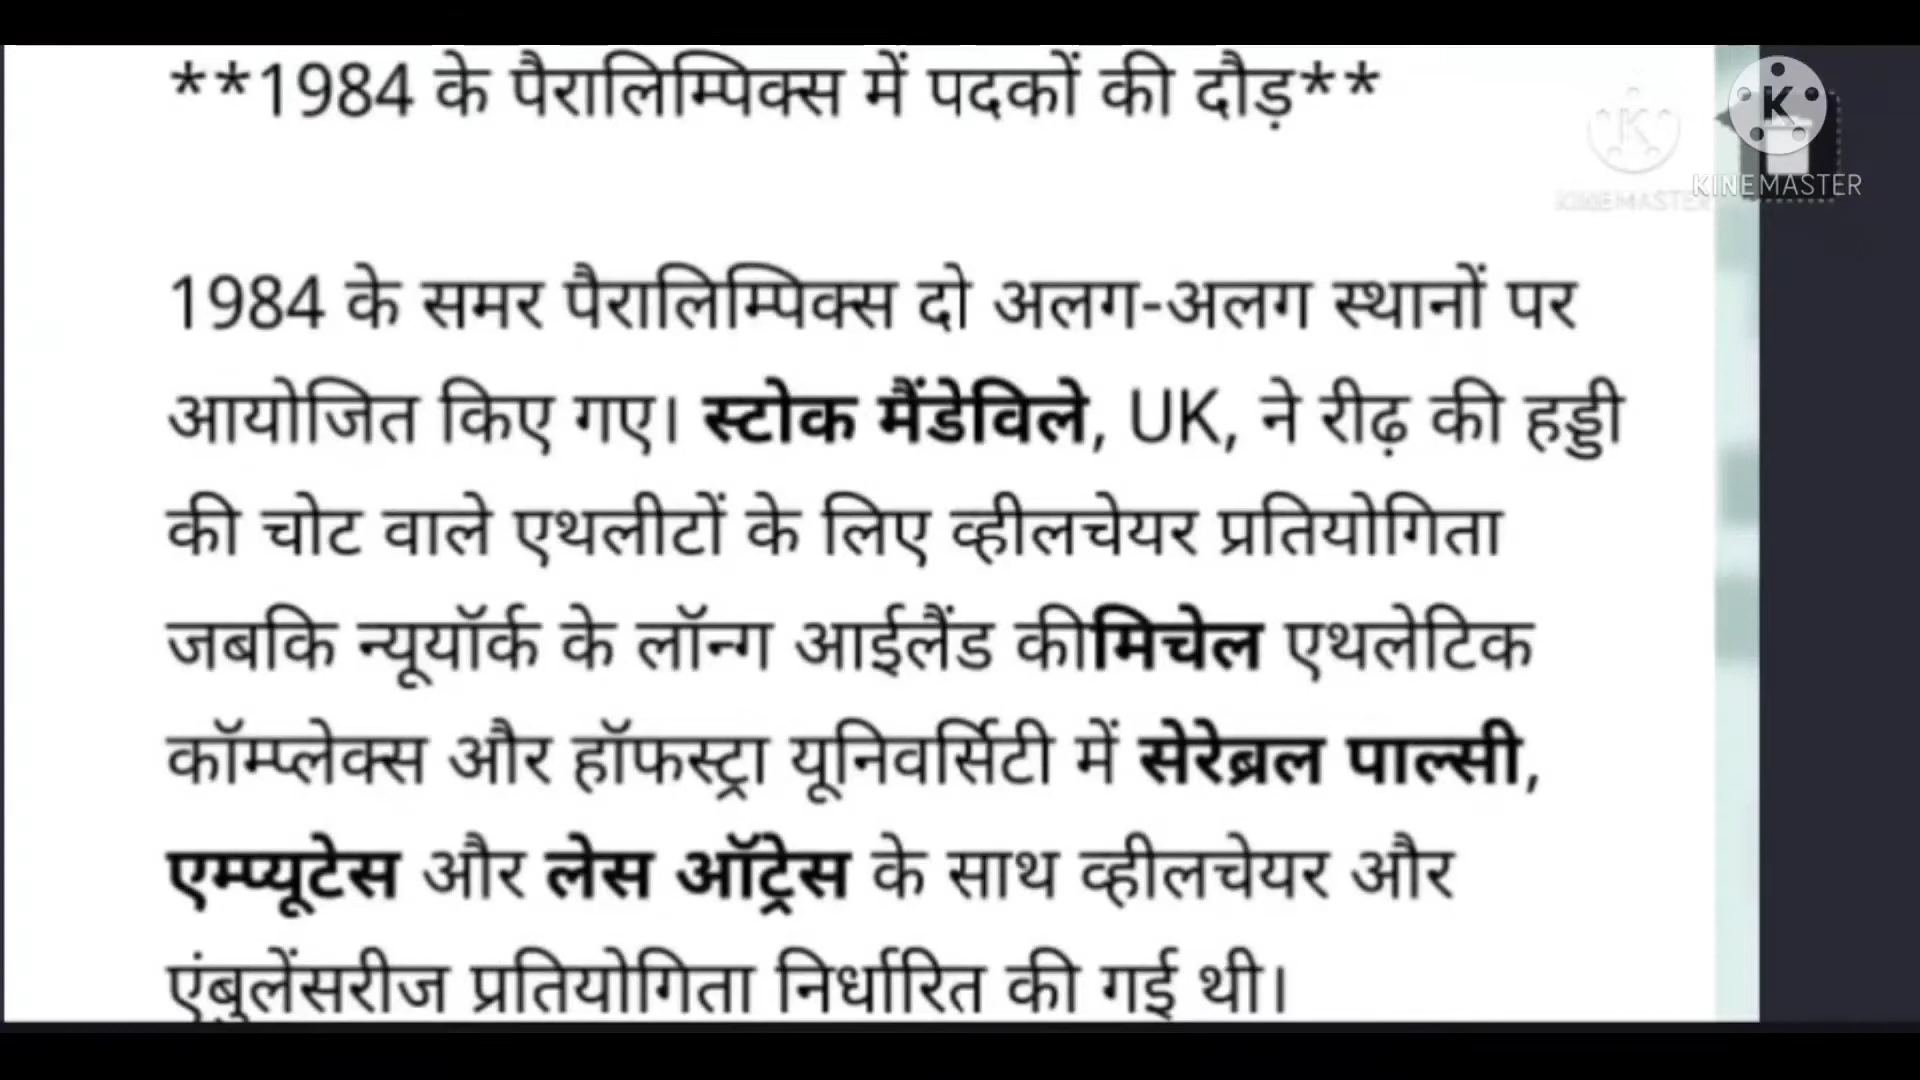 **1984 के पैरालिम्पिक्स में पदकों की दौड़**
KINEMASTER
KINEMASTER
1984 के समर पैरालिम्पिक्स दो अलग-अलग स्थानों पर
आयोजित किए गए। स्टोक मैंडेविले, UK, ने रीढ़ की हड्डी
की चोट वाले एथलीटों के लिए व्हीलचेयर प्रतियोगिता
जबकि न्यूयॉर्क के लॉन्ग आईलैंड कीमिचेल एथलेटिक
कॉम्प्लेक्स और हॉफस्ट्रा यूनिवर्सिटी में सेरेब्रल पाल्सी,
एम्प्यूटेस और लेस ऑट्रेस के साथ व्हीलचेयर और
एंबुलेंसरीज प्रतियोगिता निर्धारित की गई थी।